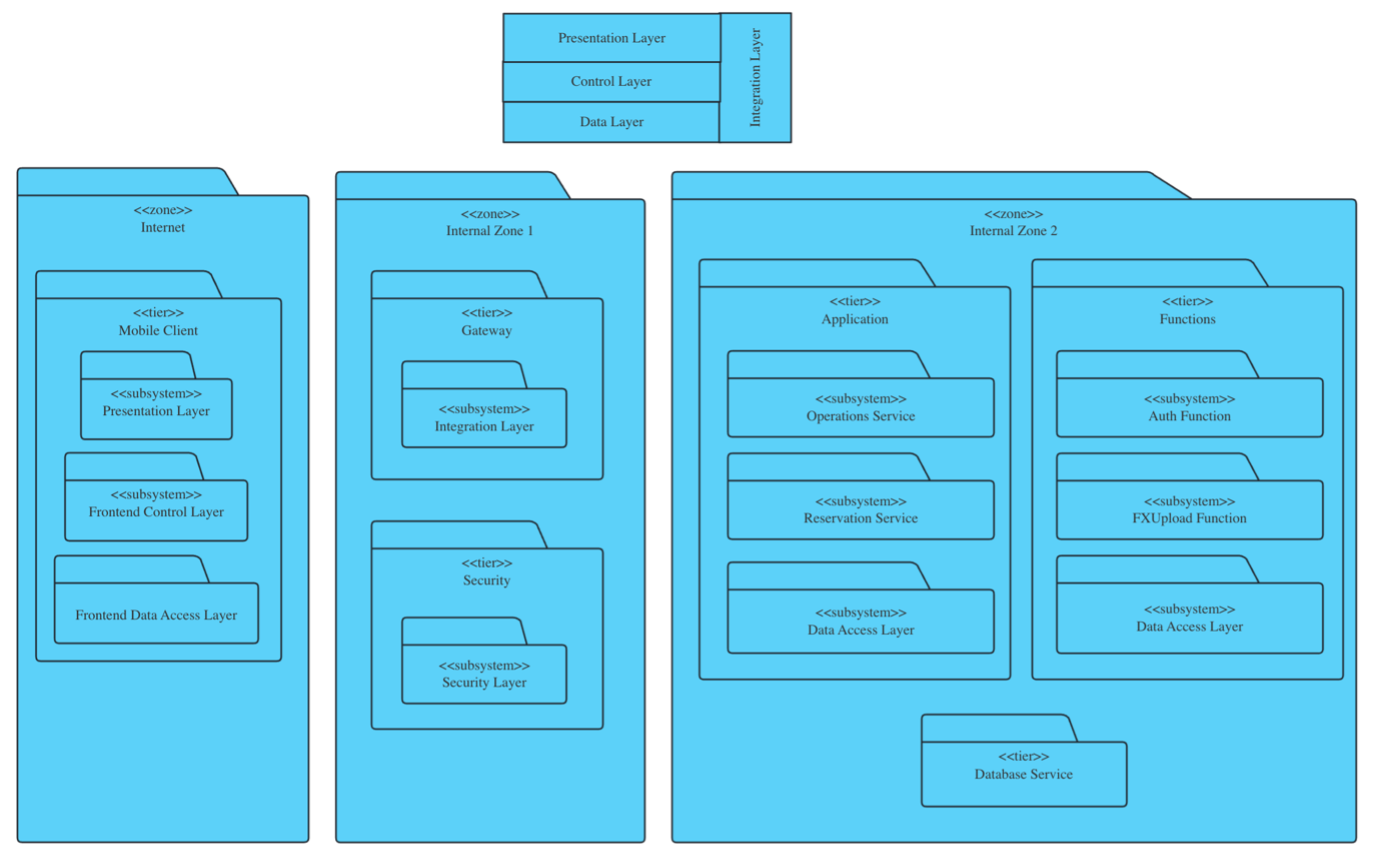 Presentation Layer
Control Layer
Data Layer
Integration Layer
<<zone>>
Internet
<<tier>>
Mobile Client
<<subsystem>>
Presentation Layer
<<subsystem>>
Frontend Control Layer
Frontend Data Access Layer
<<zone>>
Internal Zone 1
<<tier>>
Gateway
<<subsystem>>
Integration Layer
<<tier>>
Security
<<subsystem>>
Security Layer
<<zone>>
Internal Zone 2
<<tier>>
Application
<<subsystem>>
Operations Service
<<subsystem>>
Reservation Service
<<subsystem>>
Data Access Layer
<<tier>>
Functions
<<subsystem>>
Auth Function
<<subsystem>>
FXUpload Function
<<subsystem>>
Data Access Layer
<<tier>>
Database Service